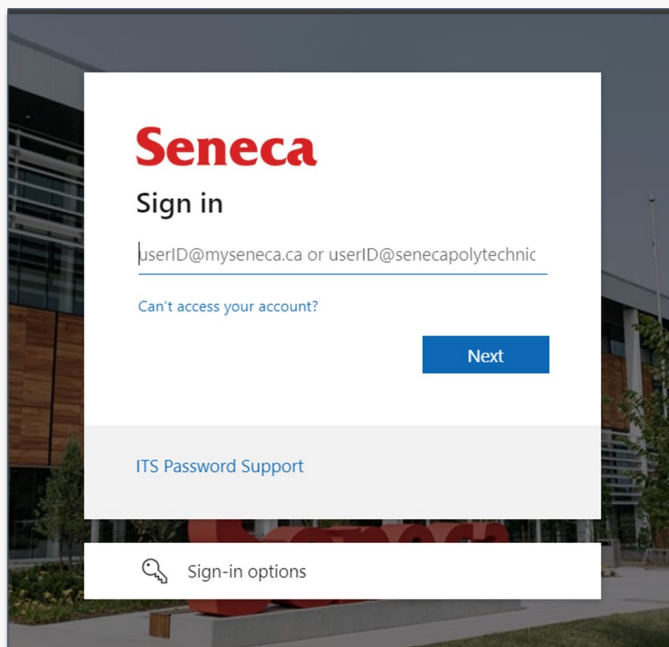 Seneca
Sign in
userID@myseneca.ca or userID@senecapolytechnic
Can't access your account?
Next
ITS Password Support
Sign-in options